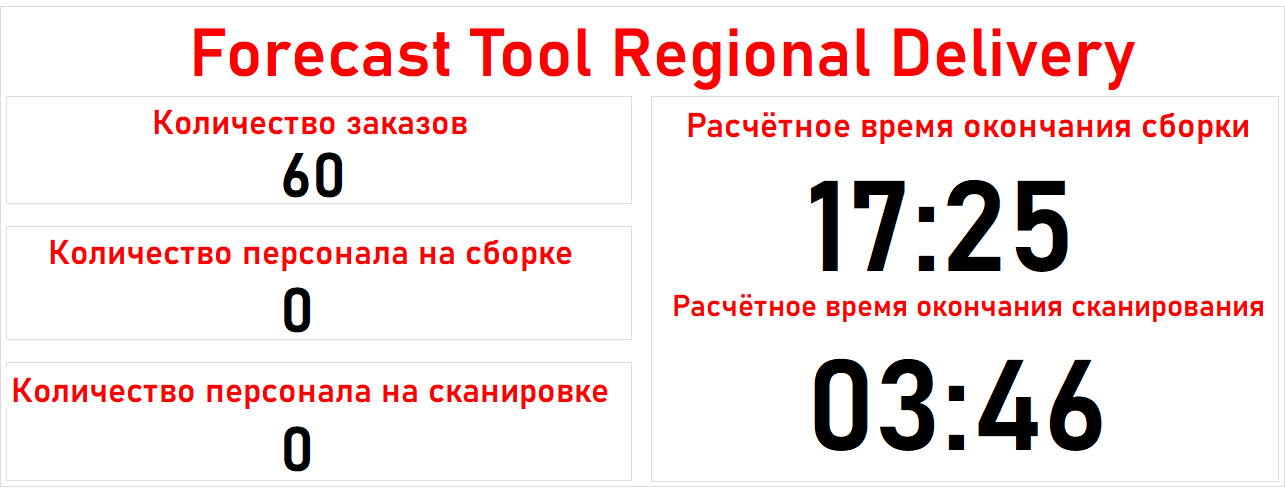 Forecast Tool Regional Delivery
Количество заказов
60
Количество персонала на сборке
0
Количество персонала на сканировке
0
Расчётное время окончания сборки
17:25
Расчётное время окончания сканирования
03:46